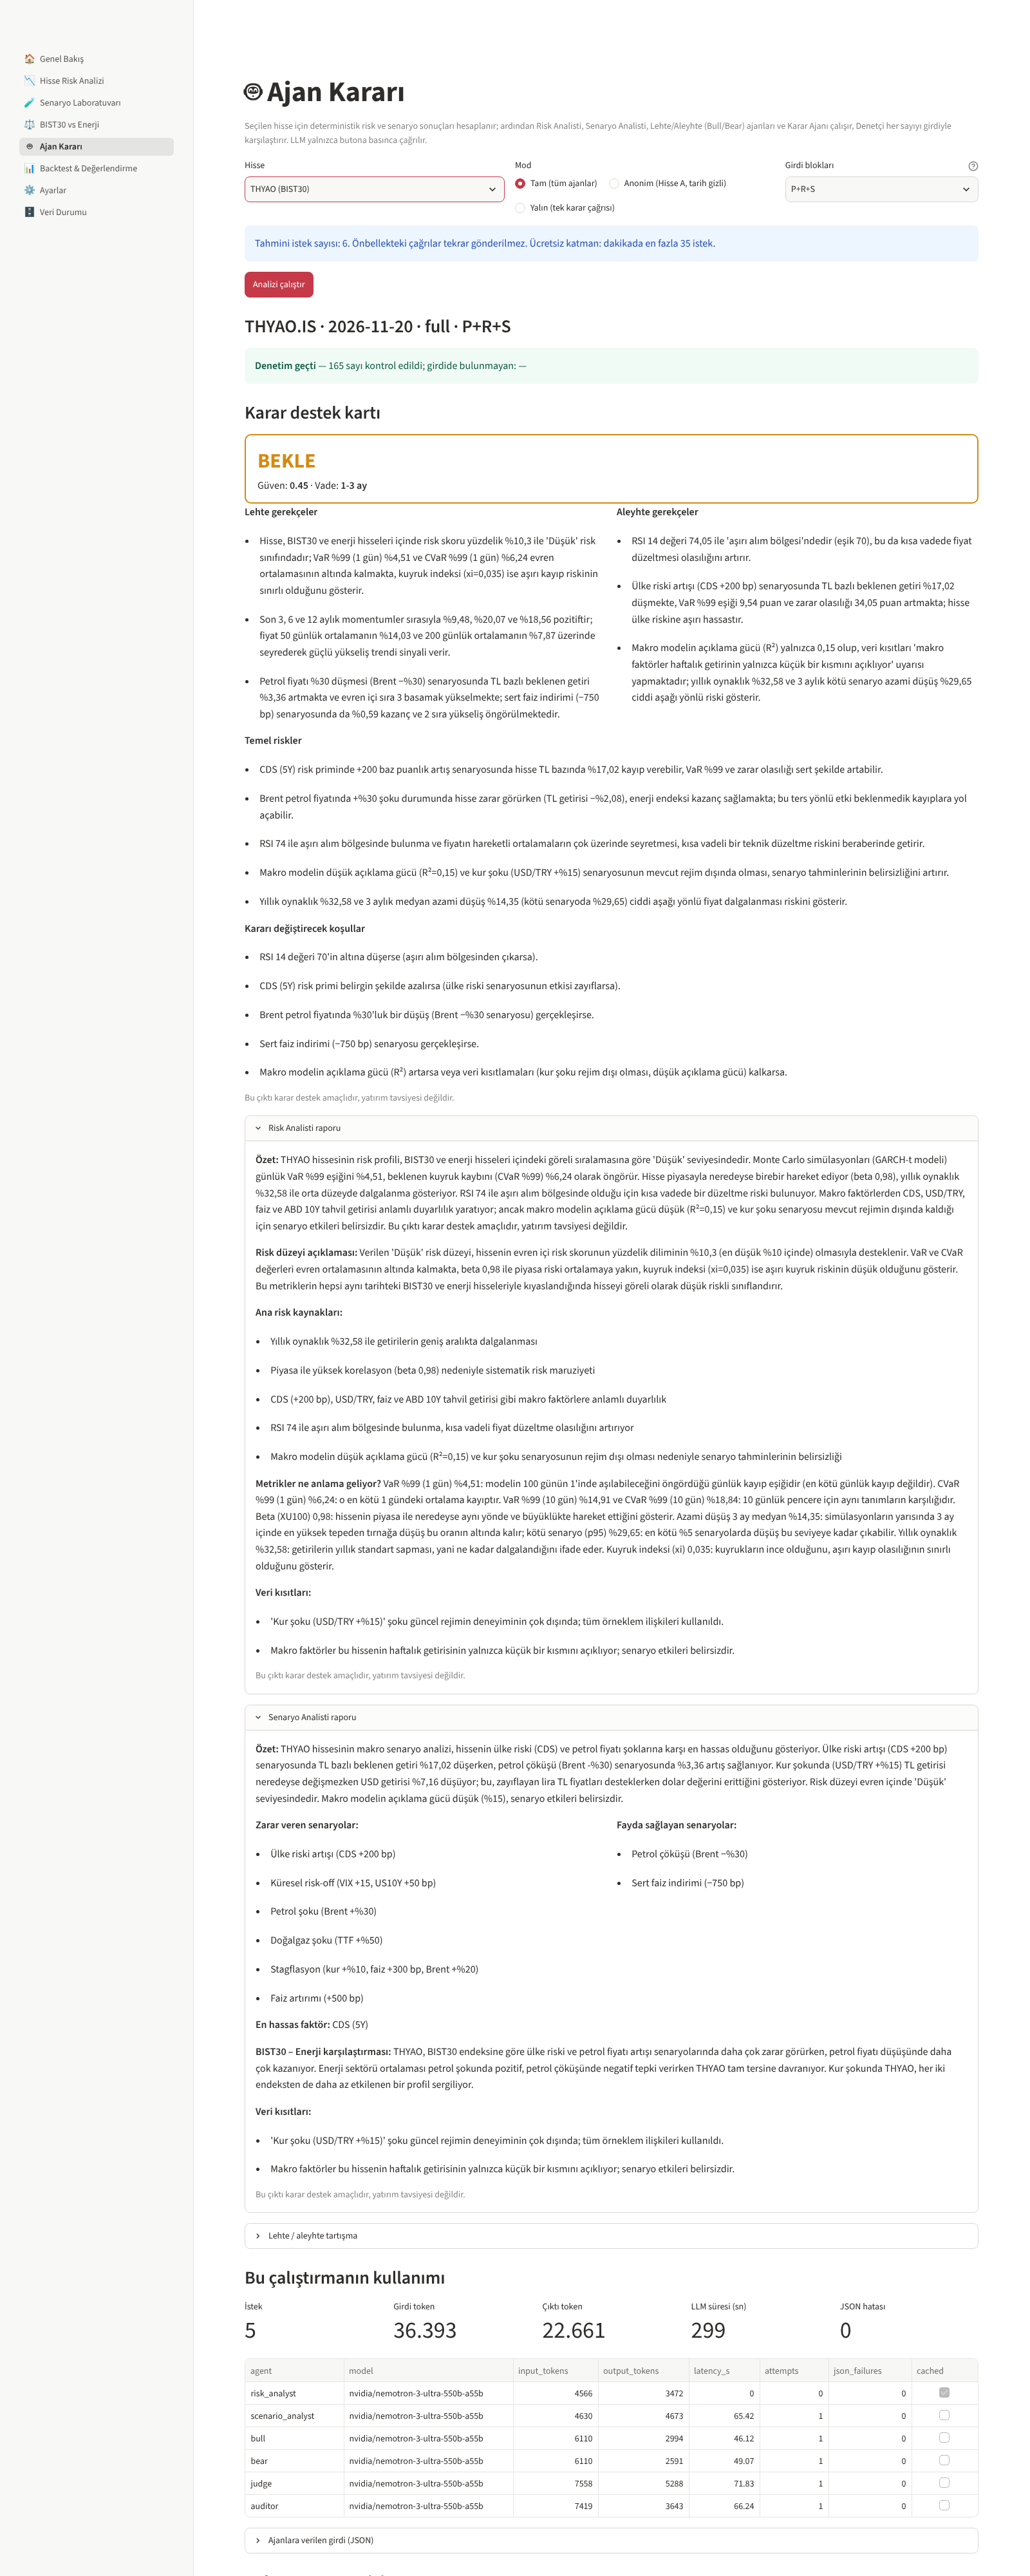 Genel Bakış
Hisse Risk Analizi
Senaryo Laboratuvarı
BIST30 vs Enerji
Ajan Kararı
Backtest & Değerlendirme
Ayarlar
Veri Durumu
Ajan Kararı
Seçilen hisse için deterministik risk ve senaryo sonuçları hesaplanır; ardından Risk Analisti, Senaryo Analisti, Lehte/Aleyhte (Bull/Bear) ajanları ve Karar Ajanı çalışır, Denetçi her sayıyı girdiyle
karşılaştırır. LLM yalnızca butona basınca çağrılır.
Hisse
THYAO (BIST30)
Mod
Tam (tüm ajanlar)
Anonim (Hisse A, tarih gizli)
Yalın (tek karar çağrısı)
Girdi blokları
P+R+S
Tahmini istek sayısı: 6. Önbellekteki çağrılar tekrar gönderilmez. Ücretsiz katman: dakikada en fazla 35 istek.
Analizi çalıştır
THYAO.IS · 2026-11-20 · full · P+R+S
Denetim geçti — 165 sayı kontrol edildi; girdide bulunmayan: —
Karar destek kartı
BEKLE
Güven: 0.45 · Vade: 1-3 ay
Lehte gerekçeler
• Hisse, BIST30 ve enerji hisseleri içinde risk skoru yüzdelik %10,3 ile 'Düşük' risk
sınıfındadır; VaR %99 (1 gün) %4,51 ve CVaR %99 (1 gün) %6,24 evren
ortalamasının altında kalmakta, kuyruk indeksi (xi=0,035) ise aşırı kayıp riskinin
sınırlı olduğunu gösterir.
• Son 3, 6 ve 12 aylık momentumler sırasıyla %9,48, %20,07 ve %18,56 pozitiftir;
fiyat 50 günlük ortalamanın %14,03 ve 200 günlük ortalamanın %7,87 üzerinde
seyrederek güçlü yükseliş trendi sinyali verir.
• Petrol fiyatı %30 düşmesi (Brent −%30) senaryosunda TL bazlı beklenen getiri
%3,36 artmakta ve evren içi sıra 3 basamak yükselmekte; sert faiz indirimi (−750
bp) senaryosunda da %0,59 kazanç ve 2 sıra yükseliş öngörülmektedir.
Aleyhte gerekçeler
• RSI 14 değeri 74,05 ile 'aşırı alım bölgesi'ndedir (eşik 70), bu da kısa vadede fiyat
düzeltmesi olasılığını artırır.
• Ülke riski artışı (CDS +200 bp) senaryosunda TL bazlı beklenen getiri %17,02
düşmekte, VaR %99 eşiği 9,54 puan ve zarar olasılığı 34,05 puan artmakta; hisse
ülke riskine aşırı hassastır.
• Makro modelin açıklama gücü (R²) yalnızca 0,15 olup, veri kısıtları 'makro
faktörler haftalık getirinin yalnızca küçük bir kısmını açıklıyor' uyarısı
yapmaktadır; yıllık oynaklık %32,58 ve 3 aylık kötü senaryo azami düşüş %29,65
ciddi aşağı yönlü riski gösterir.
Temel riskler
• CDS (5Y) risk priminde +200 baz puanlık artış senaryosunda hisse TL bazında %17,02 kayıp verebilir, VaR %99 ve zarar olasılığı sert şekilde artabilir.
• Brent petrol fiyatında +%30 şoku durumunda hisse zarar görürken (TL getirisi −%2,08), enerji endeksi kazanç sağlamakta; bu ters yönlü etki beklenmedik kayıplara yol
açabilir.
• RSI 74 ile aşırı alım bölgesinde bulunma ve fiyatın hareketli ortalamaların çok üzerinde seyretmesi, kısa vadeli bir teknik düzeltme riskini beraberinde getirir.
• Makro modelin düşük açıklama gücü (R²=0,15) ve kur şoku (USD/TRY +%15) senaryosunun mevcut rejim dışında olması, senaryo tahminlerinin belirsizliğini artırır.
• Yıllık oynaklık %32,58 ve 3 aylık medyan azami düşüş %14,35 (kötü senaryoda %29,65) ciddi aşağı yönlü fiyat dalgalanması riskini gösterir.
Kararı değiştirecek koşullar
• RSI 14 değeri 70'in altına düşerse (aşırı alım bölgesinden çıkarsa).
• CDS (5Y) risk primi belirgin şekilde azalırsa (ülke riski senaryosunun etkisi zayıflarsa).
• Brent petrol fiyatında %30'luk bir düşüş (Brent −%30 senaryosu) gerçekleşirse.
• Sert faiz indirimi (−750 bp) senaryosu gerçekleşirse.
• Makro modelin açıklama gücü (R²) artarsa veya veri kısıtlamaları (kur şoku rejim dışı olması, düşük açıklama gücü) kalkarsa.
Bu çıktı karar destek amaçlıdır, yatırım tavsiyesi değildir.
Risk Analisti raporu
Özet: THYAO hissesinin risk profili, BIST30 ve enerji hisseleri içindeki göreli sıralamasına göre 'Düşük' seviyesindedir. Monte Carlo simülasyonları (GARCH-t modeli)
günlük VaR %99 eşiğini %4,51, beklenen kuyruk kaybını (CVaR %99) %6,24 olarak öngörür. Hisse piyasayla neredeyse birebir hareket ediyor (beta 0,98), yıllık oynaklık
%32,58 ile orta düzeyde dalgalanma gösteriyor. RSI 74 ile aşırı alım bölgesinde olduğu için kısa vadede bir düzeltme riski bulunuyor. Makro faktörlerden CDS, USD/TRY,
faiz ve ABD 10Y tahvil getirisi anlamlı duyarlılık yaratıyor; ancak makro modelin açıklama gücü düşük (R²=0,15) ve kur şoku senaryosu mevcut rejimin dışında kaldığı
için senaryo etkileri belirsizdir. Bu çıktı karar destek amaçlıdır, yatırım tavsiyesi değildir.
Risk düzeyi açıklaması: Verilen 'Düşük' risk düzeyi, hissenin evren içi risk skorunun yüzdelik diliminin %10,3 (en düşük %10 içinde) olmasıyla desteklenir. VaR ve CVaR
değerleri evren ortalamasının altında kalmakta, beta 0,98 ile piyasa riski ortalamaya yakın, kuyruk indeksi (xi=0,035) ise aşırı kuyruk riskinin düşük olduğunu gösterir.
Bu metriklerin hepsi aynı tarihteki BIST30 ve enerji hisseleriyle kıyaslandığında hisseyi göreli olarak düşük riskli sınıflandırır.
Ana risk kaynakları:
• Yıllık oynaklık %32,58 ile getirilerin geniş aralıkta dalgalanması
• Piyasa ile yüksek korelasyon (beta 0,98) nedeniyle sistematik risk maruziyeti
• CDS (+200 bp), USD/TRY, faiz ve ABD 10Y tahvil getirisi gibi makro faktörlere anlamlı duyarlılık
• RSI 74 ile aşırı alım bölgesinde bulunma, kısa vadeli fiyat düzeltme olasılığını artırıyor
• Makro modelin düşük açıklama gücü (R²=0,15) ve kur şoku senaryosunun rejim dışı olması nedeniyle senaryo tahminlerinin belirsizliği
Metrikler ne anlama geliyor? VaR %99 (1 gün) %4,51: modelin 100 günün 1'inde aşılabileceğini öngördüğü günlük kayıp eşiğidir (en kötü günlük kayıp değildir). CVaR
%99 (1 gün) %6,24: o en kötü 1 gündeki ortalama kayıptır. VaR %99 (10 gün) %14,91 ve CVaR %99 (10 gün) %18,84: 10 günlük pencere için aynı tanımların karşılığıdır.
Beta (XU100) 0,98: hissenin piyasa ile neredeyse aynı yönde ve büyüklükte hareket ettiğini gösterir. Azami düşüş 3 ay medyan %14,35: simülasyonların yarısında 3 ay
içinde en yüksek tepeden tırnağa düşüş bu oranın altında kalır; kötü senaryo (p95) %29,65: en kötü %5 senaryolarda düşüş bu seviyeye kadar çıkabilir. Yıllık oynaklık
%32,58: getirilerin yıllık standart sapması, yani ne kadar dalgalandığını ifade eder. Kuyruk indeksi (xi) 0,035: kuyrukların ince olduğunu, aşırı kayıp olasılığının sınırlı
olduğunu gösterir.
Veri kısıtları:
• 'Kur şoku (USD/TRY +%15)' şoku güncel rejimin deneyiminin çok dışında; tüm örneklem ilişkileri kullanıldı.
• Makro faktörler bu hissenin haftalık getirisinin yalnızca küçük bir kısmını açıklıyor; senaryo etkileri belirsizdir.
Bu çıktı karar destek amaçlıdır, yatırım tavsiyesi değildir.
Senaryo Analisti raporu
Özet: THYAO hissesinin makro senaryo analizi, hissenin ülke riski (CDS) ve petrol fiyatı şoklarına karşı en hassas olduğunu gösteriyor. Ülke riski artışı (CDS +200 bp)
senaryosunda TL bazlı beklenen getiri %17,02 düşerken, petrol çöküşü (Brent -%30) senaryosunda %3,36 artış sağlanıyor. Kur şokunda (USD/TRY +%15) TL getirisi
neredeyse değişmezken USD getirisi %7,16 düşüyor; bu, zayıflayan lira TL fiyatları desteklerken dolar değerini erittiğini gösteriyor. Risk düzeyi evren içinde 'Düşük'
seviyesindedir. Makro modelin açıklama gücü düşük (%15), senaryo etkileri belirsizdir.
Zarar veren senaryolar:
• Ülke riski artışı (CDS +200 bp)
• Küresel risk-off (VIX +15, US10Y +50 bp)
• Petrol şoku (Brent +%30)
• Doğalgaz şoku (TTF +%50)
• Stagflasyon (kur +%10, faiz +300 bp, Brent +%20)
• Faiz artırımı (+500 bp)
Fayda sağlayan senaryolar:
• Petrol çöküşü (Brent −%30)
• Sert faiz indirimi (−750 bp)
En hassas faktör: CDS (5Y)
BIST30 – Enerji karşılaştırması: THYAO, BIST30 endeksine göre ülke riski ve petrol fiyatı artışı senaryolarında daha çok zarar görürken, petrol fiyatı düşüşünde daha
çok kazanıyor. Enerji sektörü ortalaması petrol şokunda pozitif, petrol çöküşünde negatif tepki verirken THYAO tam tersine davranıyor. Kur şokunda THYAO, her iki
endeksten de daha az etkilenen bir profil sergiliyor.
Veri kısıtları:
• 'Kur şoku (USD/TRY +%15)' şoku güncel rejimin deneyiminin çok dışında; tüm örneklem ilişkileri kullanıldı.
• Makro faktörler bu hissenin haftalık getirisinin yalnızca küçük bir kısmını açıklıyor; senaryo etkileri belirsizdir.
Bu çıktı karar destek amaçlıdır, yatırım tavsiyesi değildir.
Lehte / aleyhte tartışma
Bu çalıştırmanın kullanımı
İstek
Girdi token
Çıktı token
LLM süresi (sn)
JSON hatası
5
36.393
22.661
299
0
agent model input_tokens output_tokens latency_s attempts json_failures cached
risk_analyst nvidia/nemotron-3-ultra-550b-a55b 4566 3472 0 0 0
scenario_analyst nvidia/nemotron-3-ultra-550b-a55b 4630 4673 65.42 1 0
bull nvidia/nemotron-3-ultra-550b-a55b 6110 2994 46.12 1 0
bear nvidia/nemotron-3-ultra-550b-a55b 6110 2591 49.07 1 0
judge nvidia/nemotron-3-ultra-550b-a55b 7558 5288 71.83 1 0
auditor nvidia/nemotron-3-ultra-550b-a55b 7419 3643 66.24 1 0
Ajanlara verilen girdi (JSON)